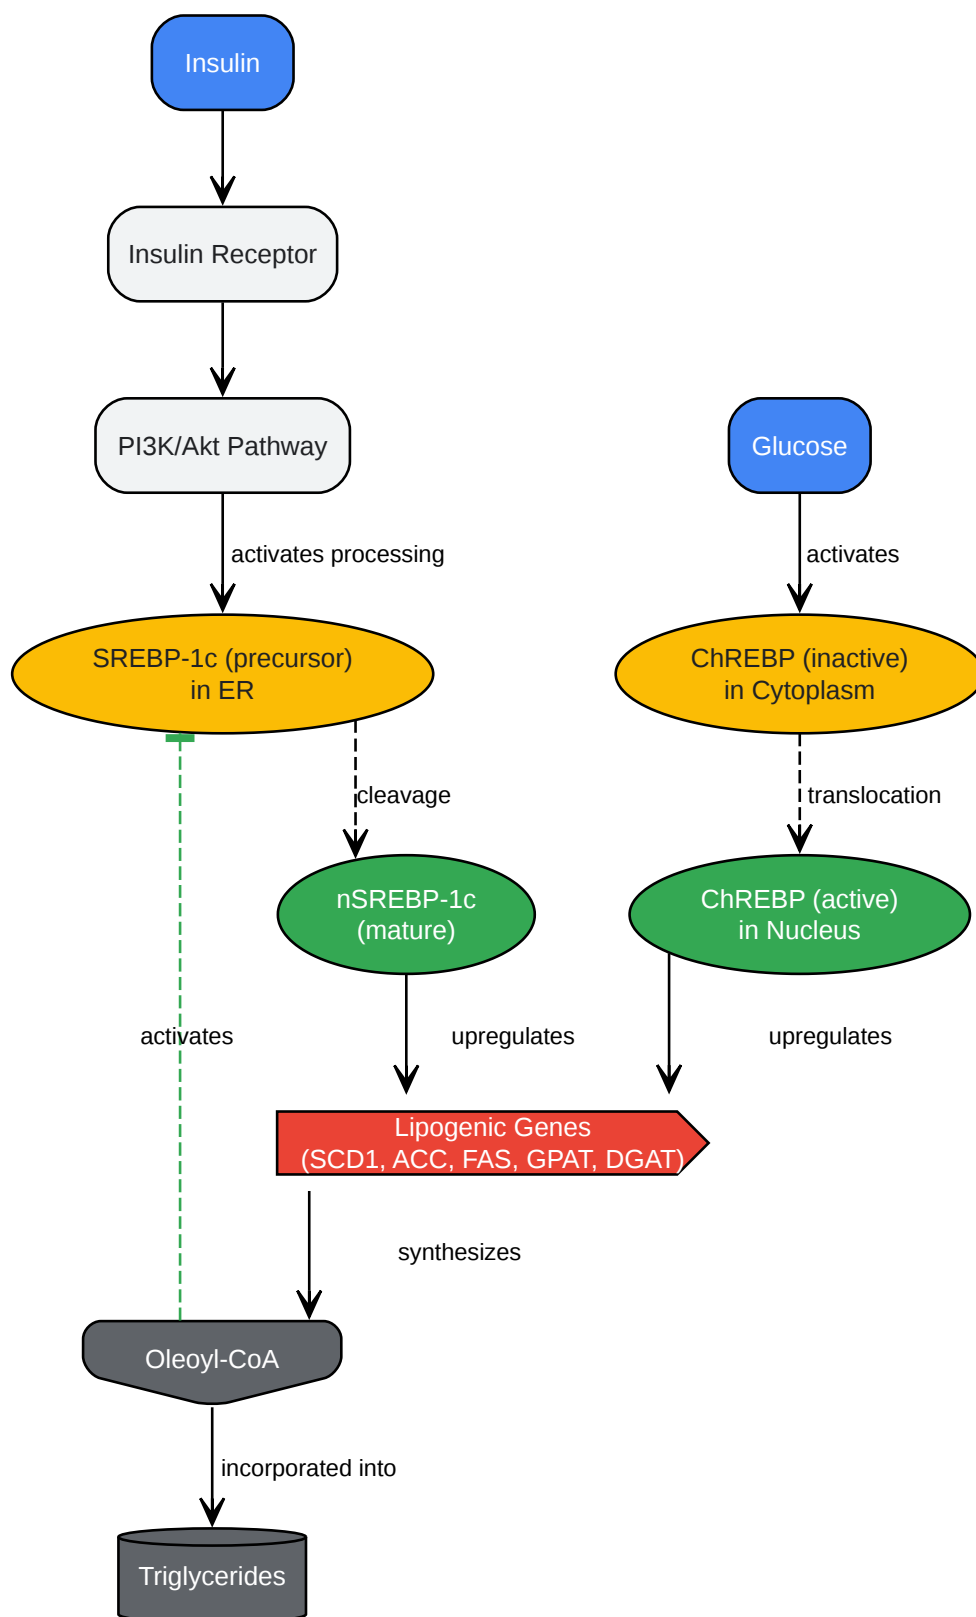 Insulin
Insulin Receptor
PI3K/Akt Pathway
Glucose
activates processing
activates
SREBP-1c (precursor)
in ER
ChREBP (inactive)
in Cytoplasm
cleavage
translocation
nSREBP-1c
(mature)
ChREBP (active)
in Nucleus
activates
upregulates
upregulates
Lipogenic Genes
(SCD1, ACC, FAS, GPAT, DGAT)
synthesizes
Oleoyl-CoA
incorporated into
Triglycerides